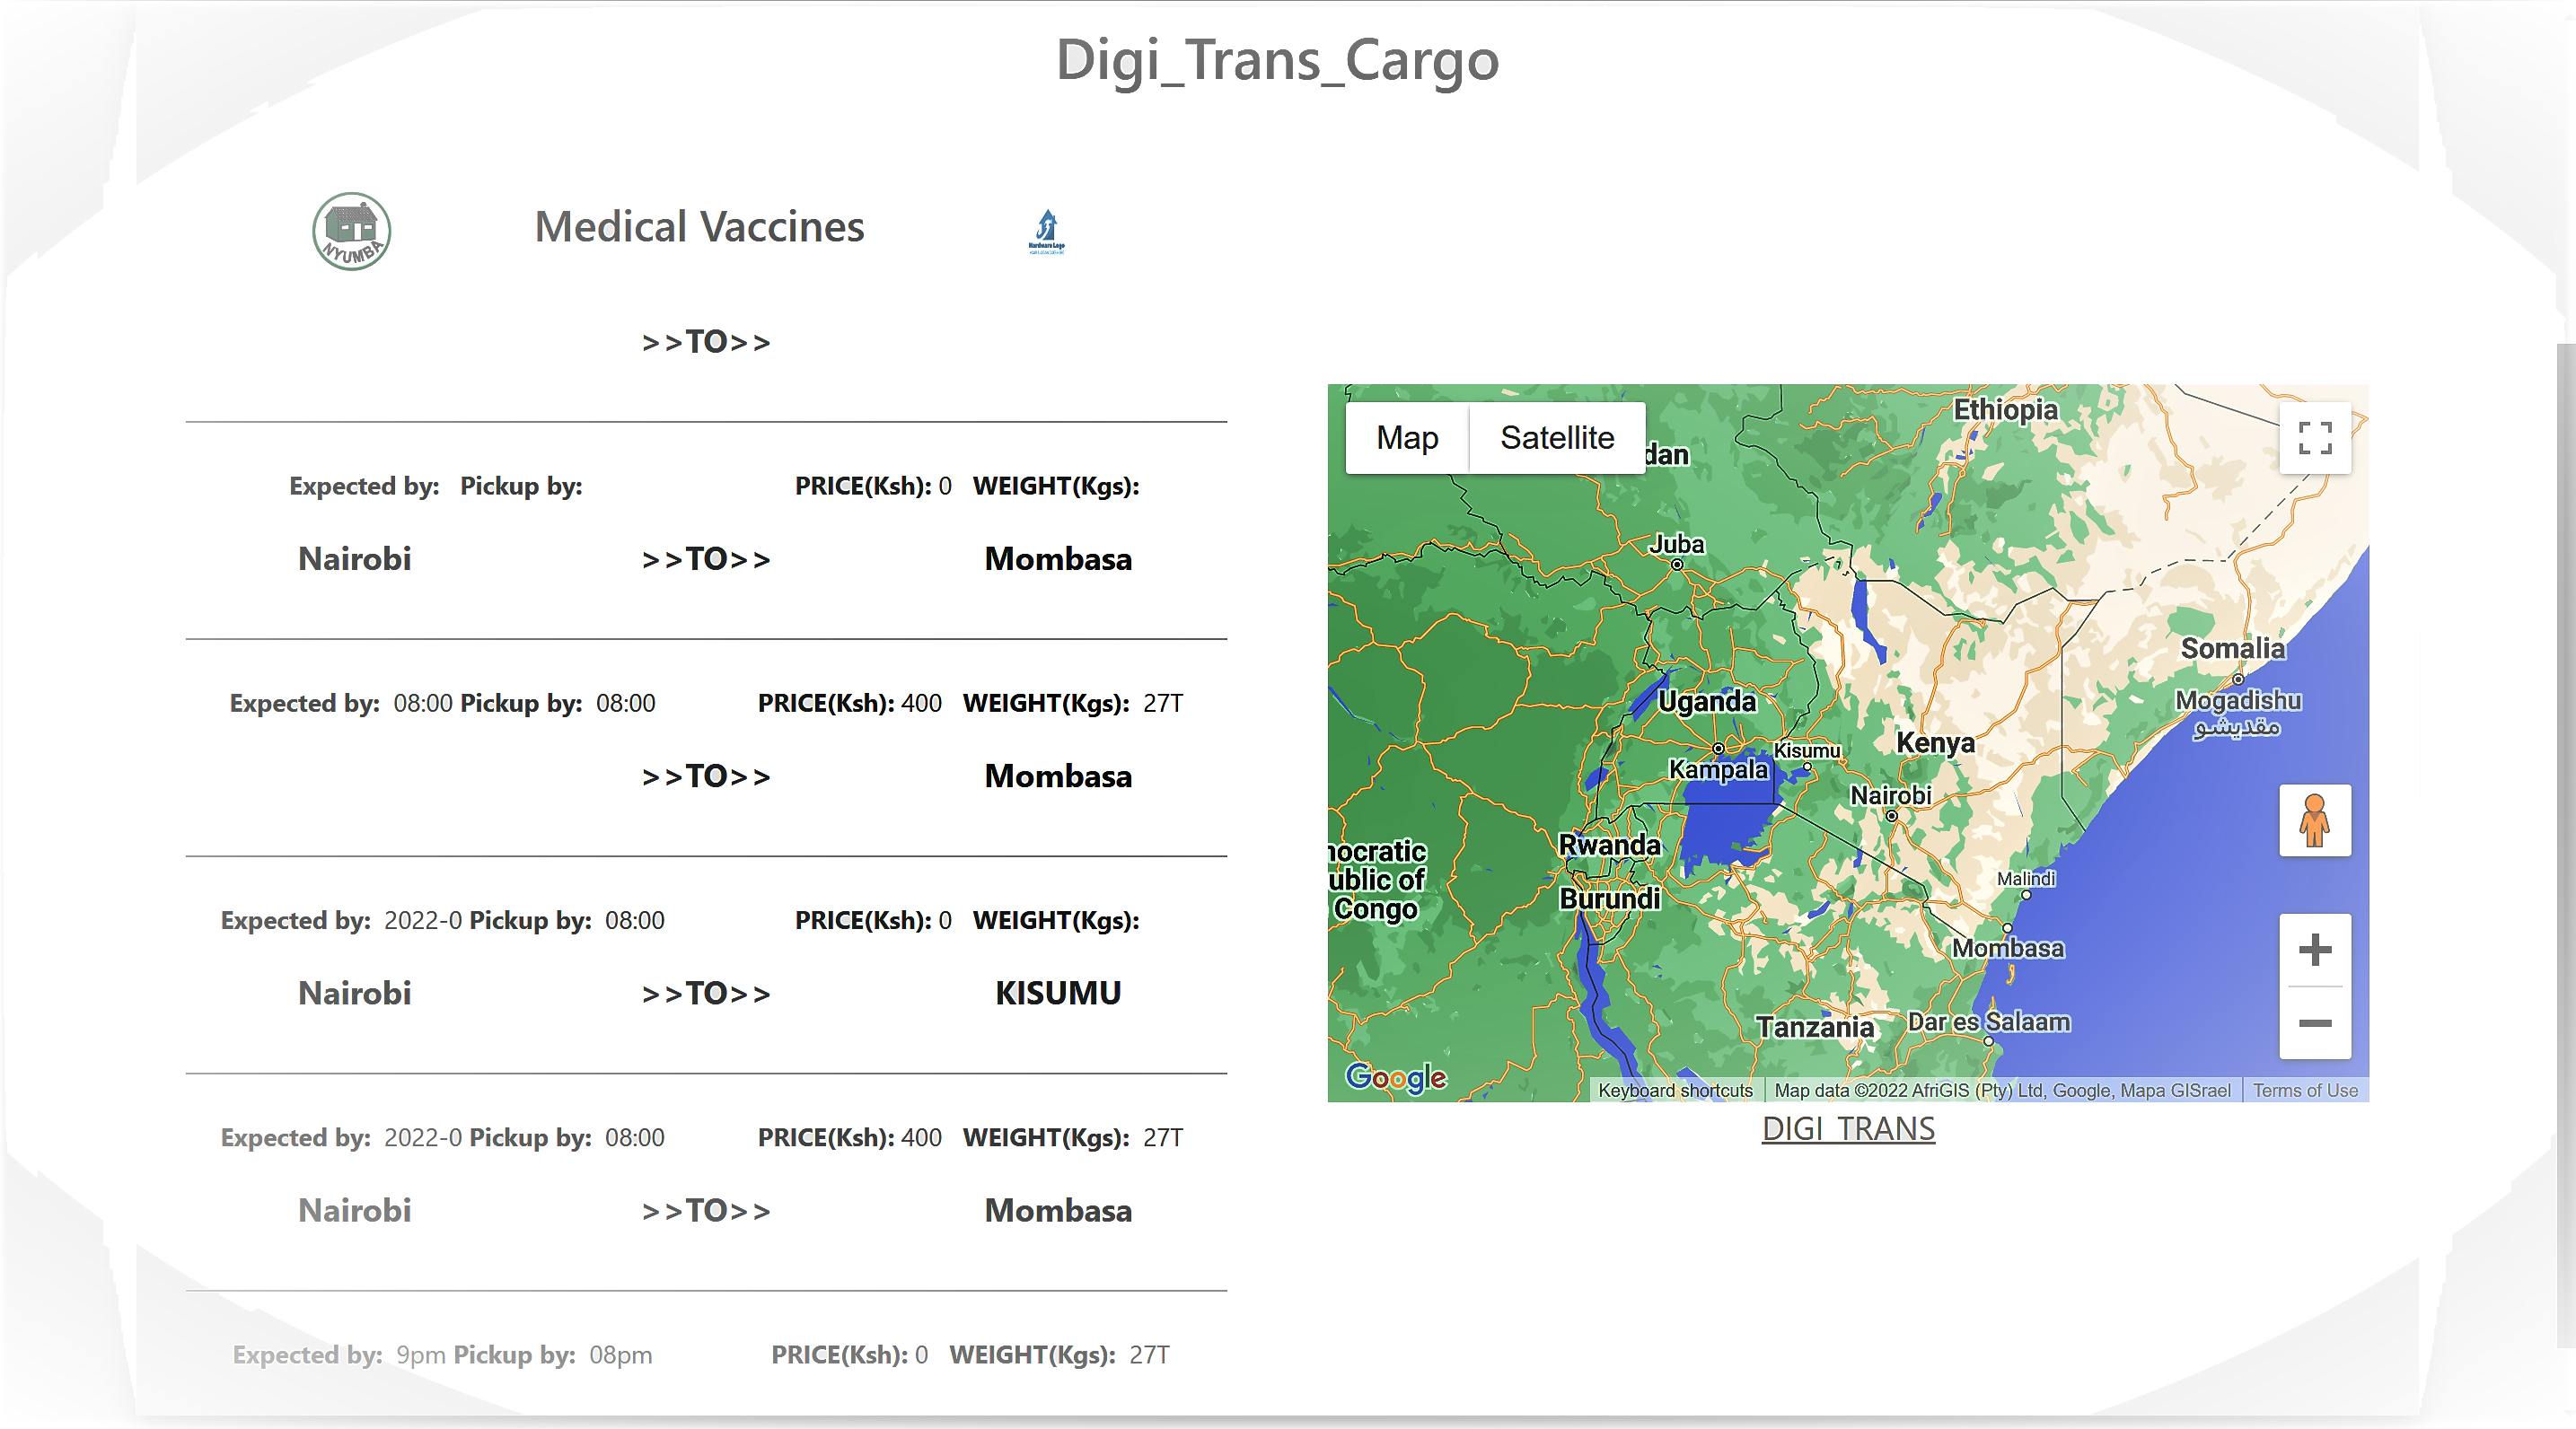 Digi_Trans_Cargo
NYUMBA
Medical Vaccines
Hardware Logo
>>TO>>
Expected by: Pickup by: PRICE(Ksh): 0 WEIGHT(Kgs):
Nairobi >>TO>> Mombasa
Expected by: 08:00 Pickup by: 08:00 PRICE(Ksh): 400 WEIGHT(Kgs): 27T
>>TO>> Mombasa
Expected by: 2022-0 Pickup by: 08:00 PRICE(Ksh): 0 WEIGHT(Kgs):
Nairobi >>TO>> KISUMU
Expected by: 2022-0 Pickup by: 08:00 PRICE(Ksh): 400 WEIGHT(Kgs): 27T
Nairobi >>TO>> Mombasa
Expected by: 9pm Pickup by: 08pm PRICE(Ksh): 0 WEIGHT(Kgs): 27T
Map Satellite
Ethiopia
dan
Juba
Somalia
Mogadishu
مقديشو
Uganda
Kenya
Kisumu
Kampala
Nairobi
Rwanda
nocratic
ublic of
Congo
Burundi
Malindi
Mombasa
Tanzania
Dar es Salaam
Google
Keyboard shortcuts Map data ©2022 AfriGIS (Pty) Ltd, Google, Mapa GISrael Terms of Use
DIGI_TRANS